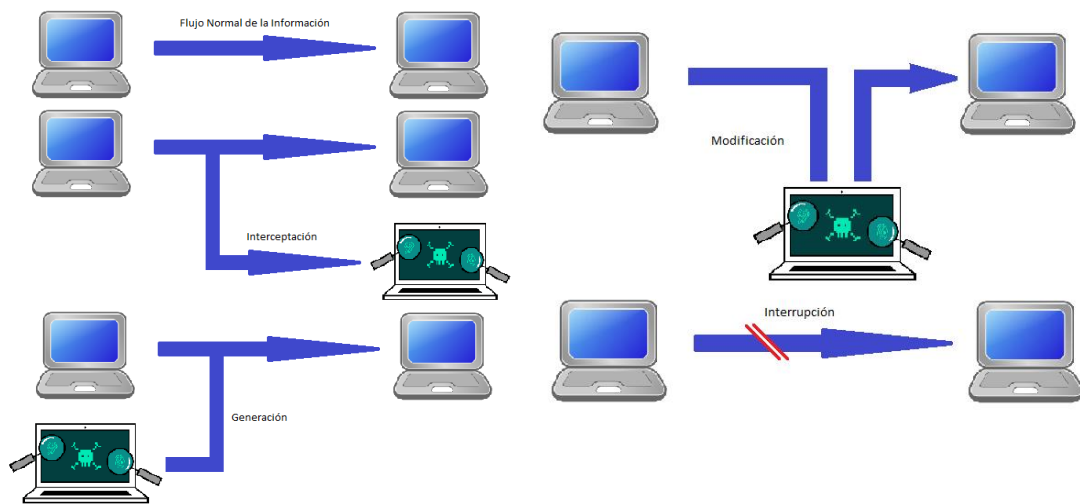 Flujo Normal de la Información
Interceptación
Generación
Modificación
Interrupción